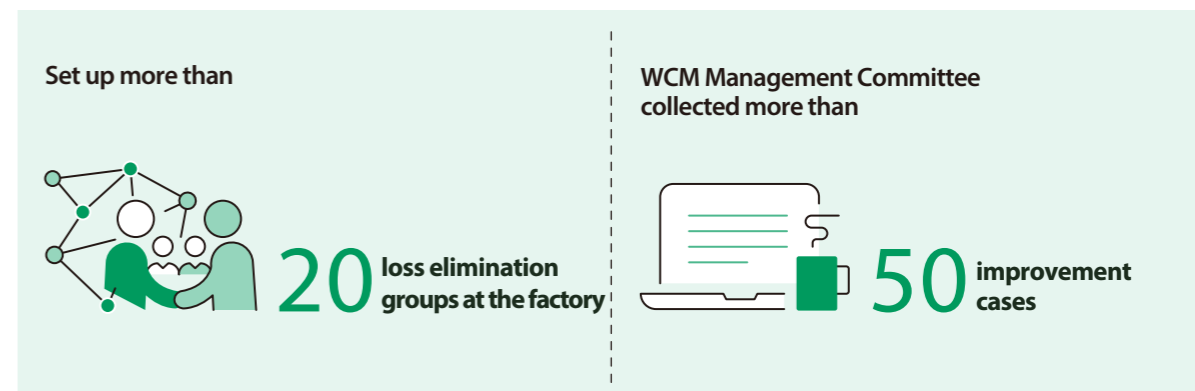 Set up more than
20
loss elimination
groups at the factory
WCM Management Committee
collected more than
50
improvement
cases